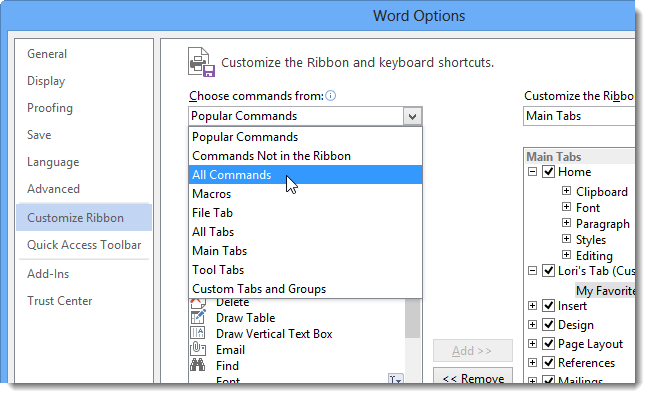 Word Options
General
Display
Proofing
Save
Language
Advanced
Customize Ribbon
Quick Access Toolbar
Add-Ins
Trust Center
Customize the Ribbon and keyboard shortcuts.
Choose commands from:
Popular Commands
Popular Commands
Commands Not in the Ribbon
All Commands
Macros
File Tab
All Tabs
Main Tabs
Tool Tabs
Custom Tabs and Groups
Delete
Draw Table
Draw Vertical Text Box
Email
Find
Font
Add >>
<< Remove
Customize the Ribbo
Main Tabs
Main Tabs
Home
Clipboard
Font
Paragraph
Styles
Editing
Lori's Tab (Cus
My Favorite
Insert
Design
Page Layout
References
Mailings